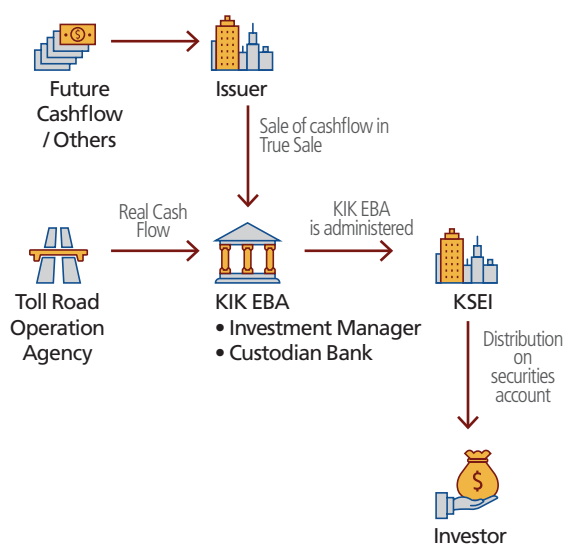 Future
Cashflow
/ Others
Issuer
Sale of cashflow in
True Sale
Real Cash
Flow
KIK EBA
is administered
Toll Road
Operation
Agency
KIK EBA
• Investment Manager
• Custodian Bank
KSEI
Distribution
on
securities
account
$
Investor